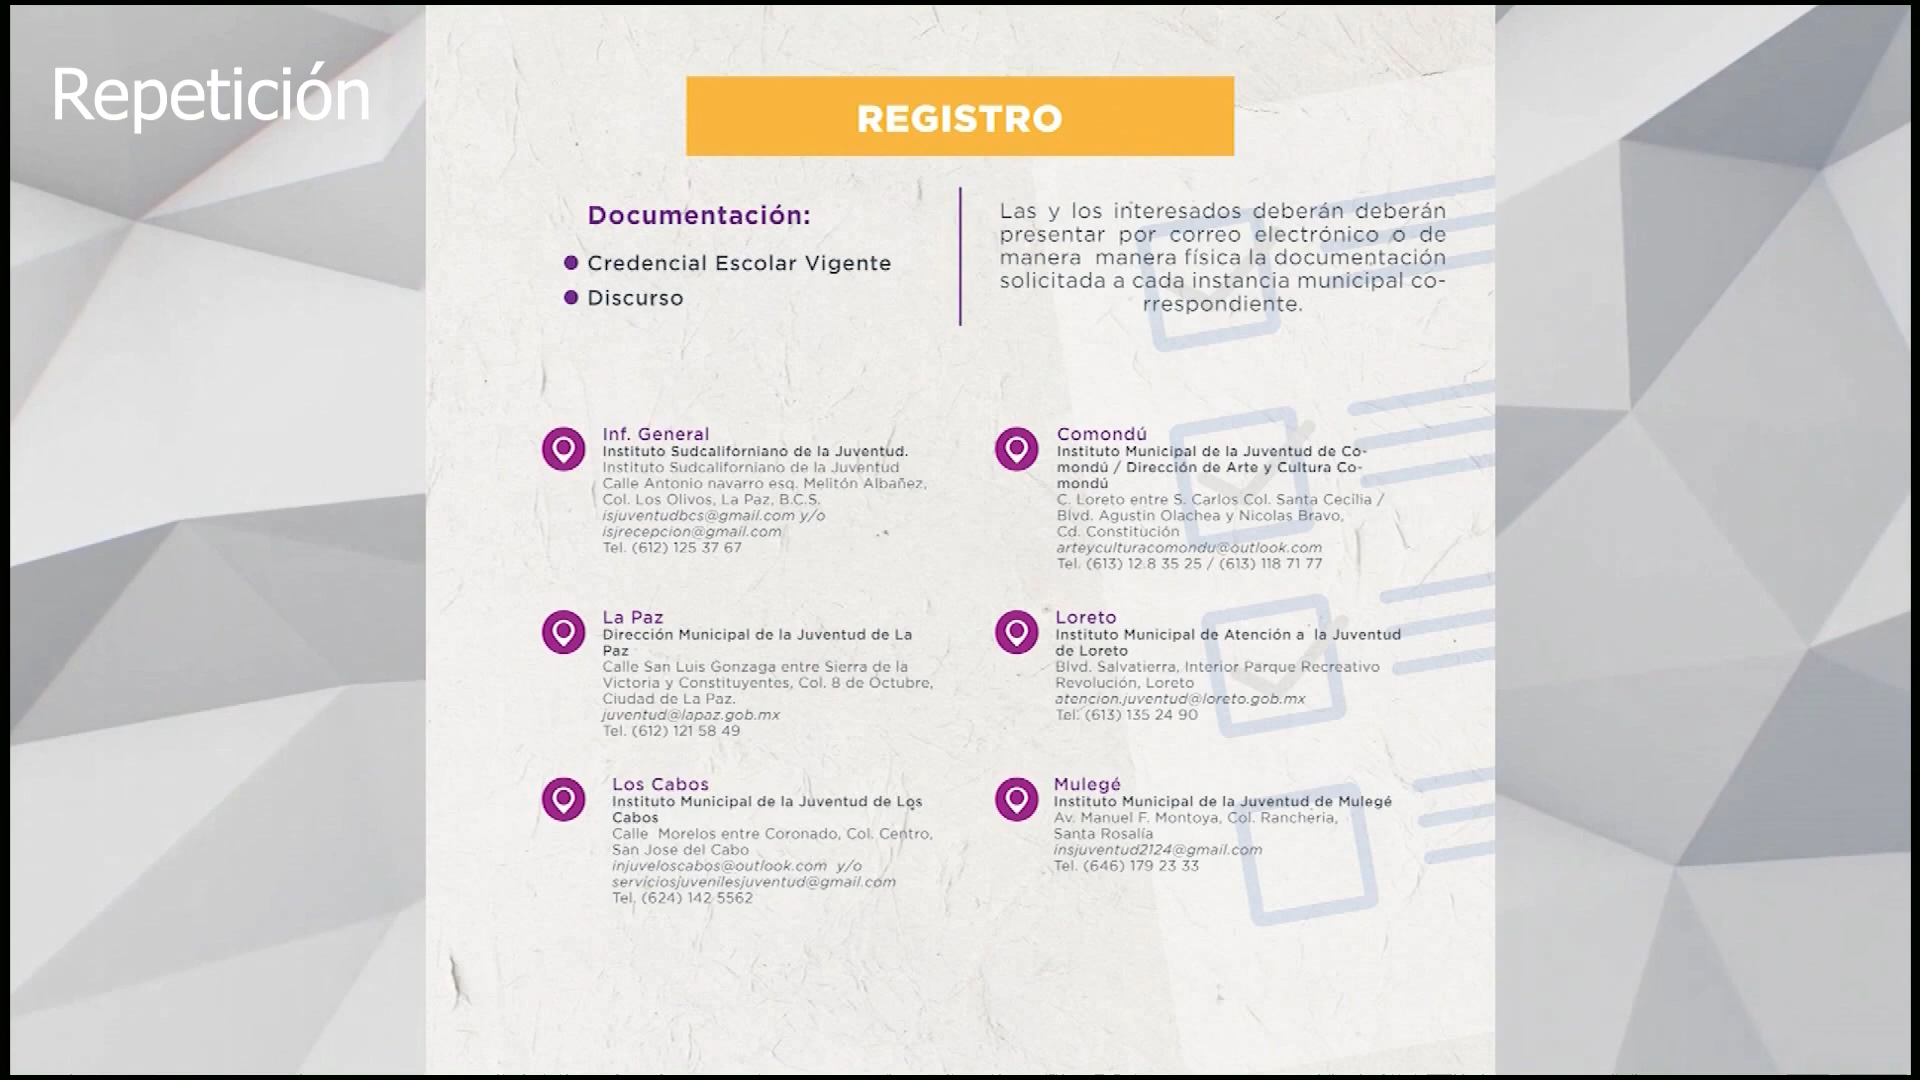 Repetición
REGISTRO
Documentación:
Credencial Escolar Vigente
Discurso
Las y los interesados deberán deberán
presentar por correo electrónico o de
manera manera física la documentación
solicitada a cada instancia municipal co-
rrespondiente.
Inf. General
Instituto Sudcaliforniano de la Juventud.
Instituto Sudcaliforniano de la Juventud
Calle Antonio navarro esq. Melitón Albañez,
Col. Los Olivos, La Paz, B.C.S.
isjuventudbcs@gmail.com y/o
isjrecepcion@gmail.com
Tel. (612) 125 37 67
Comondú
Instituto Municipal de la Juventud de Co-
mondú / Dirección de Arte y Cultura Co-
mondú
C. Loreto entre S. Carlos Col. Santa Cecilia /
Blvd. Agustin Olachea y Nicolas Bravo,
Cd. Constitución
arteyculturacomondu@outlook.com
Tel. (613) 12.8 35 25 / (613) 118 71 77
La Paz
Dirección Municipal de la Juventud de La
Paz
Calle San Luis Gonzaga entre Sierra de la
Victoria y Constituyentes, Col. 8 de Octubre,
Ciudad de La Paz.
juventud@lapaz.gob.mx
Tel. (612) 121 58 49
Loreto
Instituto Municipal de Atención a la Juventud
de Loreto
Blvd. Salvatierra, Interior Parque Recreativo
Revolución, Loreto
atencion.juventud@loreto.gob.mx
Tel. (613) 135 24 90
Los Cabos
Instituto Municipal de la Juventud de Los
Cabos
Calle Morelos entre Coronado, Col. Centro,
San Jose del Cabo
injuveloscabos@outlook.com y/o
serviciosjuvenilesjuventud@gmail.com
Tel. (624) 142 5562
Mulegé
Instituto Municipal de la Juventud de Mulegé
Av. Manuel F. Montoya, Col. Rancheria,
Santa Rosalía
insjuventud2124@gmail.com
Tel. (646) 179 23 33